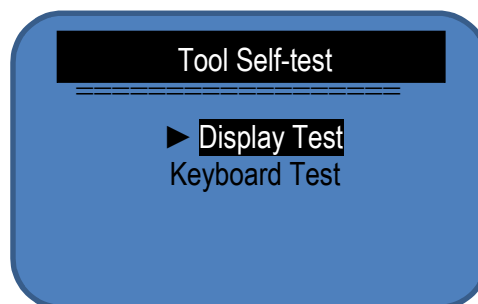 Tool Self-test
==================
► Display Test
Keyboard Test